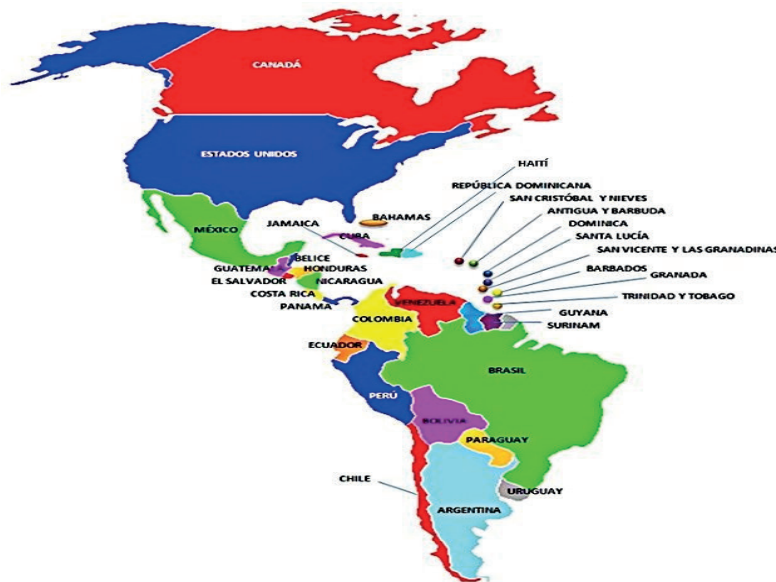 CANADÁ
ESTADOS UNIDOS
HAITÍ
REPÚBLICA DOMINICANA
SAN CRISTÓBAL Y NIEVES
ANTIGUA Y BARBUDA
DOMINICA
SANTA LUCÍA
SAN VICENTE Y LAS GRANADINAS
BARBADOS
GRANADA
TRINIDAD Y TOBAGO
BAHAMAS
MÉXICO
JAMAICA
CUBA
BELICE
GUATEMAL
HONDURAS
EL SALVADOR
NICARAGUA
COSTA RICA
PANAMA
VENEZUELA
GUYANA
SURINAM
COLOMBIA
ECUADOR
BRASIL
PERÚ
BOLIVIA
PARAGUAY
CHILE
URUGUAY
ARGENTINA